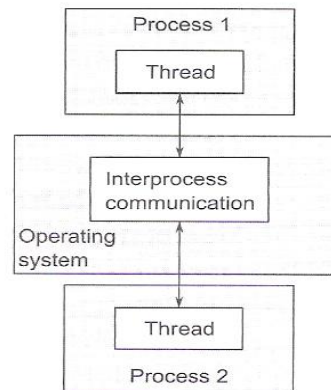 Process 1
Thread
Interprocess
communication
Operating
system
Thread
Process 2